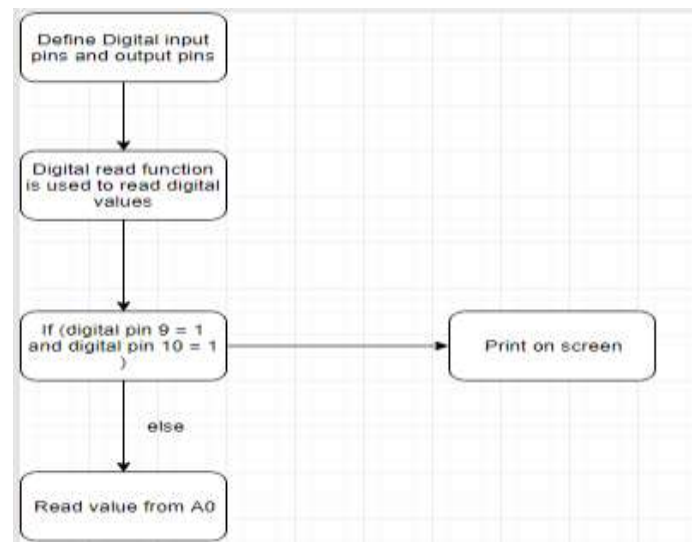 Define Digital input
pins and output pins
Digital read function
is used to read digital
values
If (digital pin 9 = 1
and digital pin 10 = 1
)
Print on screen
else
Read value from A0